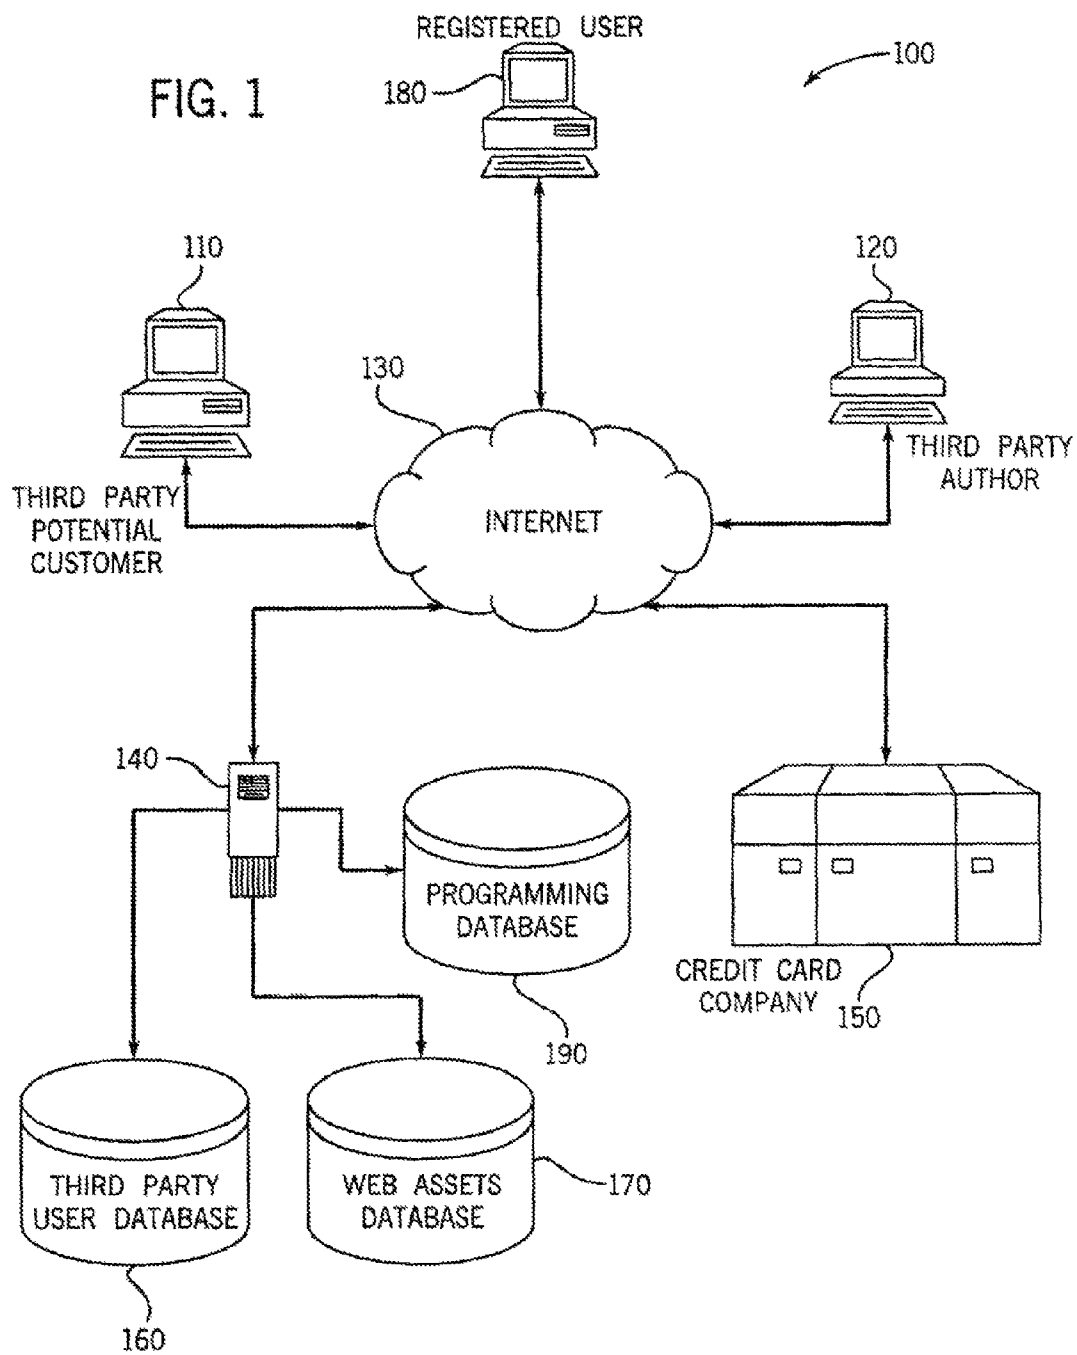 REGISTERED USER
100
FIG. 1
180
110
120
130
THIRD PARTY
AUTHOR
THIRD PARTY
POTENTIAL
CUSTOMER
INTERNET
140
PROGRAMMING
DATABASE
CREDIT CARD
COMPANY
150
190
THIRD PARTY
USER DATABASE
WEB ASSETS
DATABASE
170
160